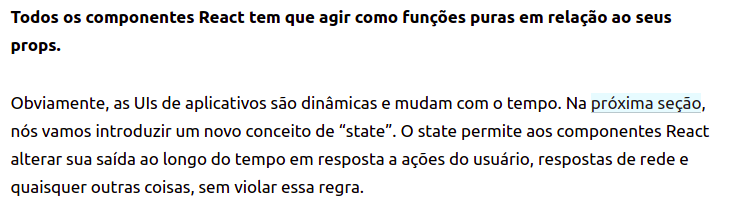 Todos os componentes React tem que agir como funções puras em relação ao seus
props.
Obviamente, as UIs de aplicativos são dinâmicas e mudam com o tempo. Na próxima seção,
nós vamos introduzir um novo conceito de “state”. O state permite aos componentes React
alterar sua saída ao longo do tempo em resposta a ações do usuário, respostas de rede e
quaisquer outras coisas, sem violar essa regra.